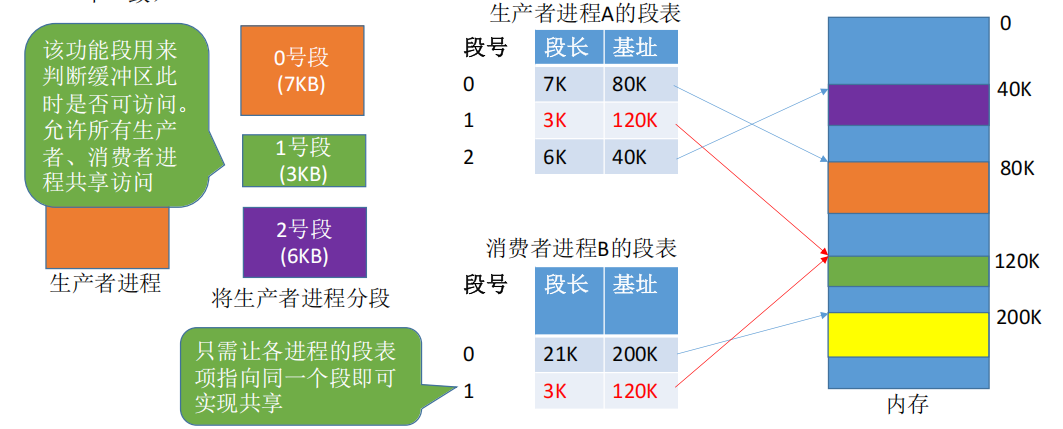 该功能段用来
判断缓冲区此
时是否可访问。
允许所有生产
者、消费者进
程共享访问
生产者进程
0号段
(7KB)
1号段
(3KB)
2号段
(6KB)
将生产者进程分段
生产者进程A的段表
段号 段长 基址
0 7K 80K
1 3K 120K
2 6K 40K
消费者进程B的段表
段号 段长 基址
0 21K 200K
1 3K 120K
只需让各进程的段表
项指向同一个段即可
实现共享
0
40K
80K
120K
200K
内存